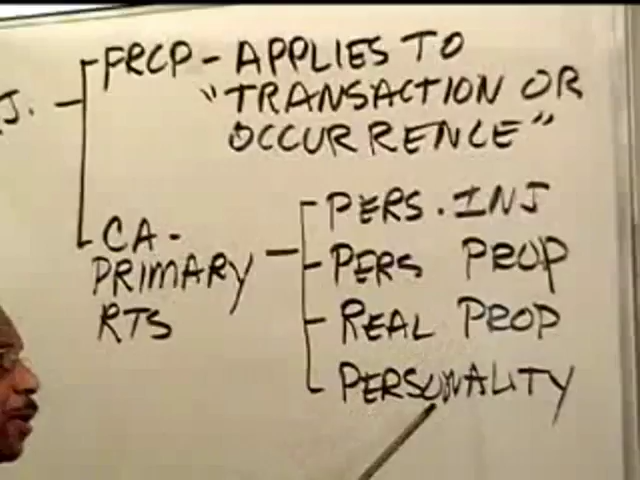 FRCP - APPLIES TO
"TRANSACTION OR
OCCURRENCE"
J.
CA -
PRIMARY
RTS
PERS. INJ
PERS PROP
REAL PROP
PERSONALITY